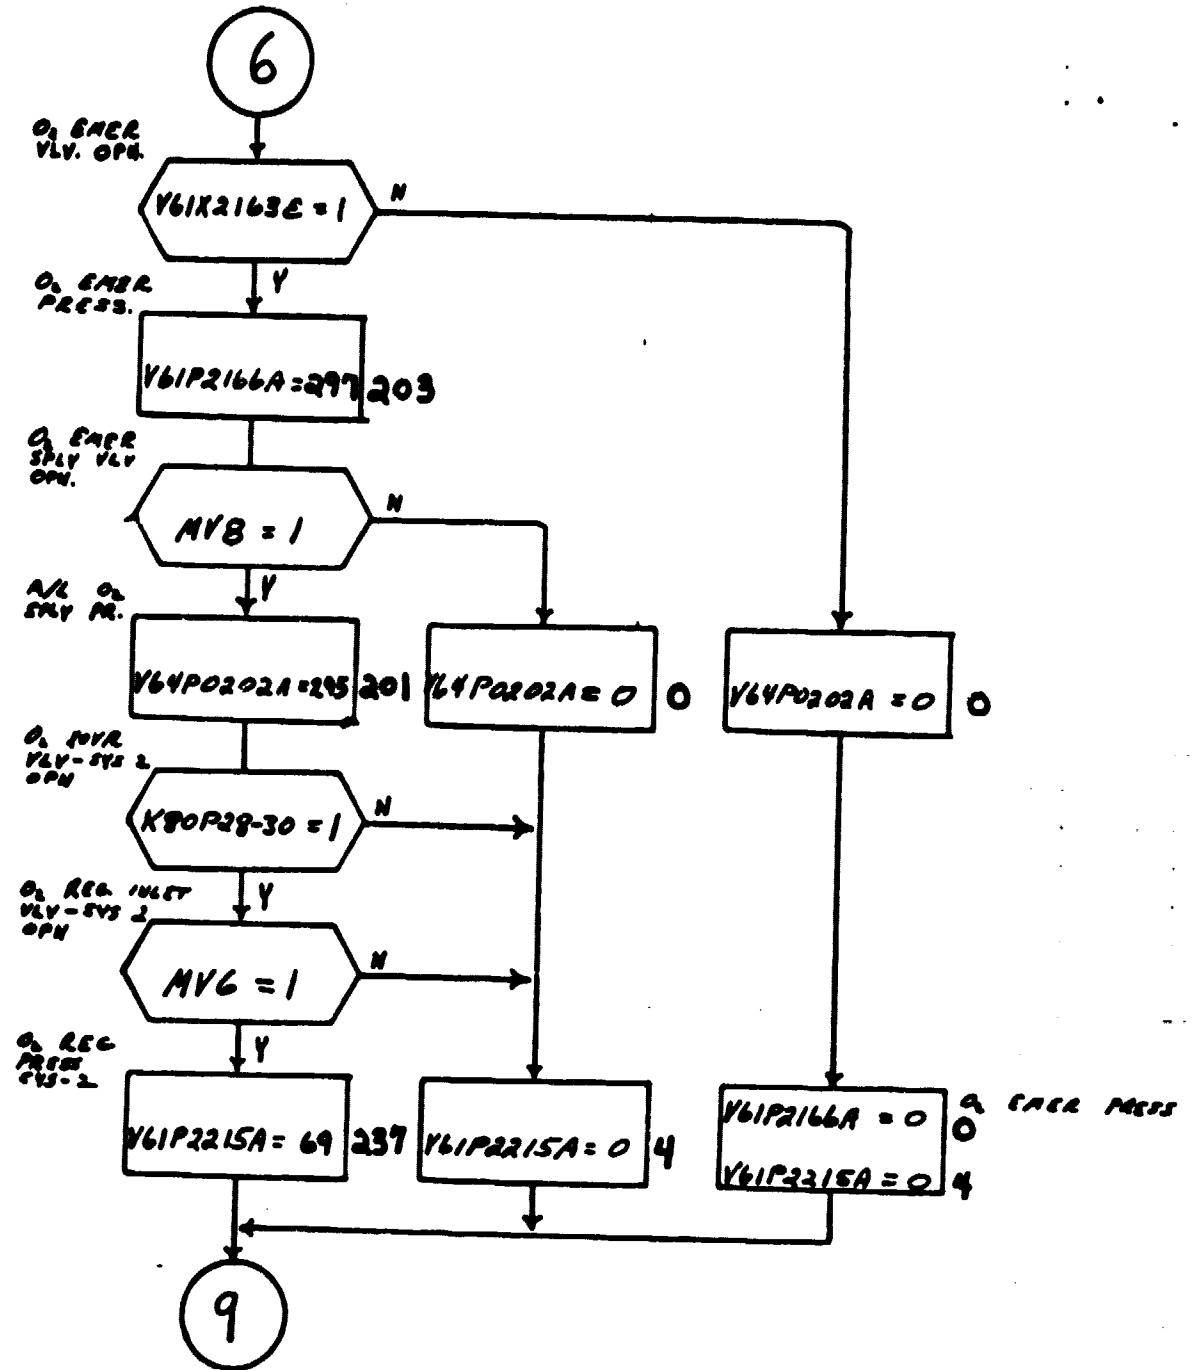 6
O2 EMER
VLV. OPN.
V61X2163E = 1
N
Y
O2 EMER
PRESS.
V61P2166A = 297 203
O2 EMER
SPLY VLV
OPN.
MV8 = 1
N
Y
A/L O2
SPLY PR.
V64P0202A = 295 201
V64P0202A = 0 0
V64P0202A = 0 0
O2
VLV - SYS 2
OPN
K80P28-30 = 1
N
Y
O2 REG INLET
VLV - SYS 2
OPN
MV6 = 1
N
Y
O2 REG
PRESS
SYS-2
V61P2215A = 69 237
V61P2215A = 0 4
V61P2166A = 0 0
O2 EMER PRESS
V61P2215A = 0 4
9